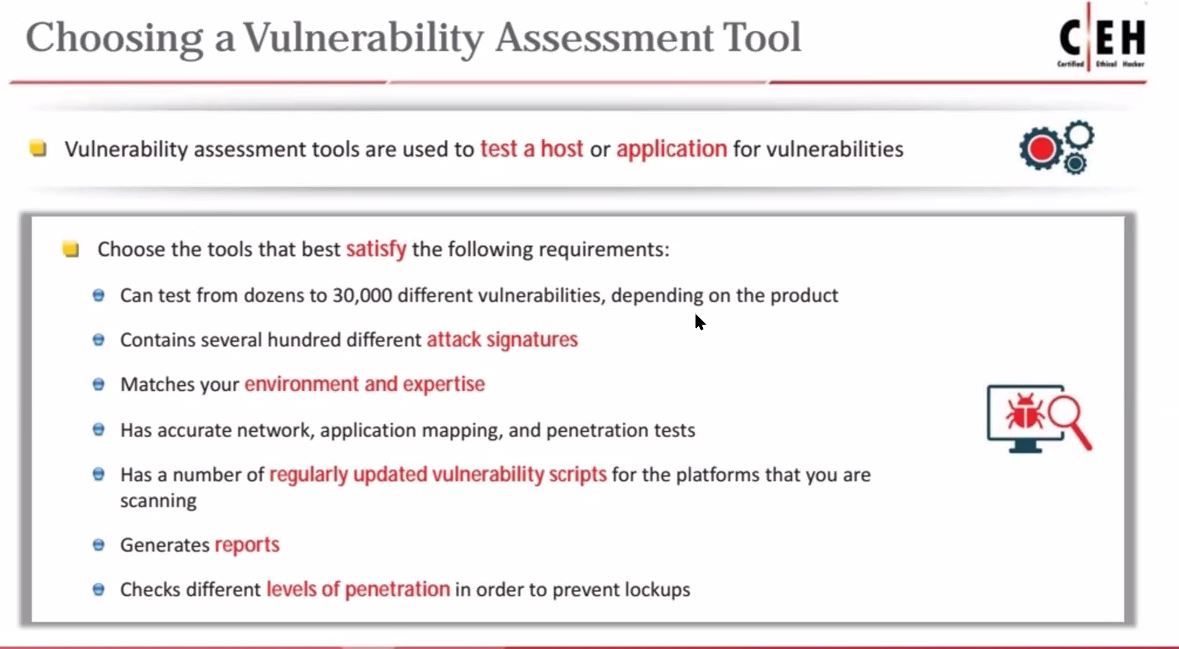 Choosing a Vulnerability Assessment Tool
CEH
Certified Ethical Hacker
Vulnerability assessment tools are used to test a host or application for vulnerabilities
Choose the tools that best satisfy the following requirements:
Can test from dozens to 30,000 different vulnerabilities, depending on the product
Contains several hundred different attack signatures
Matches your environment and expertise
Has accurate network, application mapping, and penetration tests
Has a number of regularly updated vulnerability scripts for the platforms that you are
scanning
Generates reports
Checks different levels of penetration in order to prevent lockups